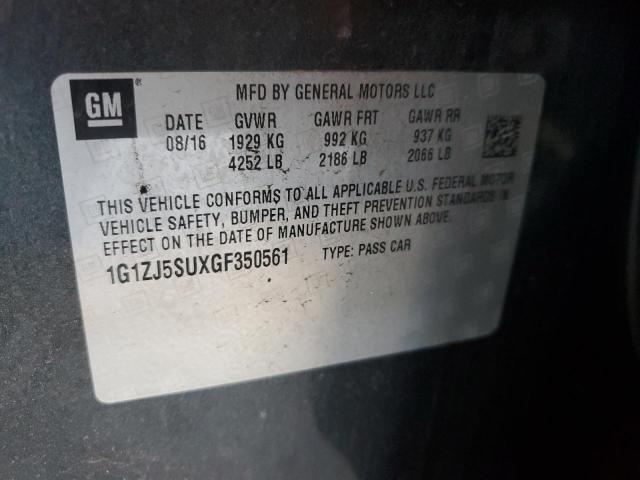 GM
MFD BY GENERAL MOTORS LLC
DATE GVWR GAWR FRT GAWR RR
08/16 1929 KG 992 KG 937 KG
4252 LB 2186 LB 2066 LB
THIS VEHICLE CONFORMS TO ALL APPLICABLE U.S. FEDERAL MOTOR
VEHICLE SAFETY, BUMPER, AND THEFT PREVENTION STANDARDS IN
EFFECT ON THE DATE OF MANUFACTURE SHOWN ABOVE.
1G1ZJ5SUXGF350561 TYPE: PASS CAR